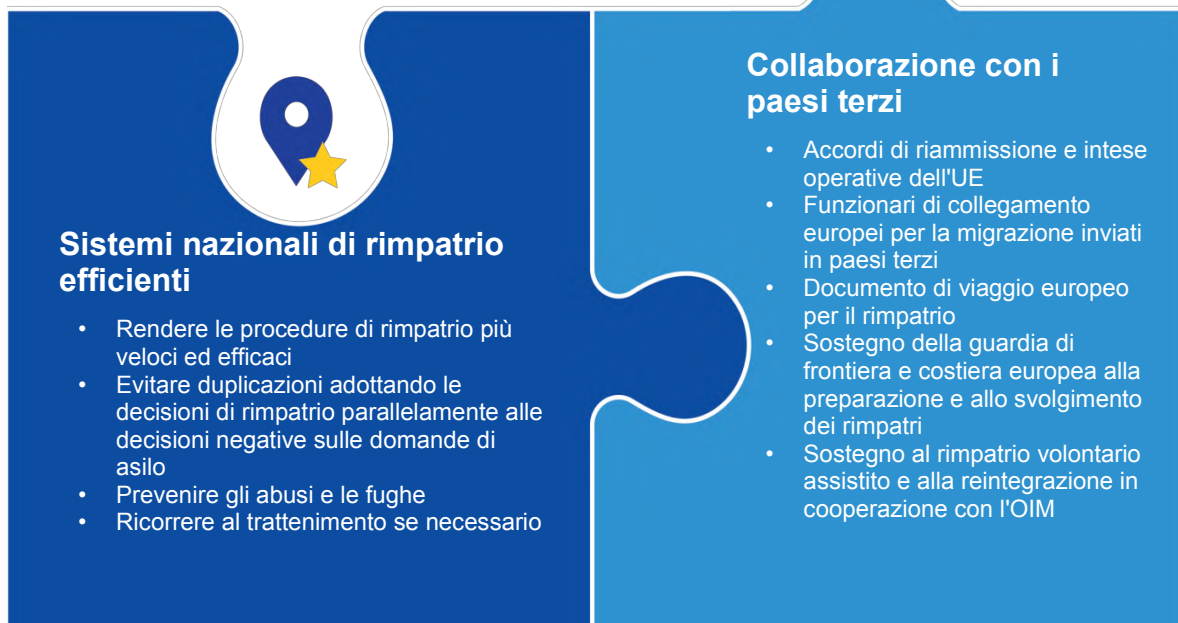 Sistemi nazionali di rimpatrio
efficienti
• Rendere le procedure di rimpatrio più
veloci ed efficaci
• Evitare duplicazioni adottando le
decisioni di rimpatrio parallelamente alle
decisioni negative sulle domande di
asilo
• Prevenire gli abusi e le fughe
• Ricorrere al trattenimento se necessario
Collaborazione con i
paesi terzi
• Accordi di riammissione e intese
operative dell'UE
• Funzionari di collegamento
europei per la migrazione inviati
in paesi terzi
• Documento di viaggio europeo
per il rimpatrio
• Sostegno della guardia di
frontiera e costiera europea alla
preparazione e allo svolgimento
dei rimpatri
• Sostegno al rimpatrio volontario
assistito e alla reintegrazione in
cooperazione con l'OIM